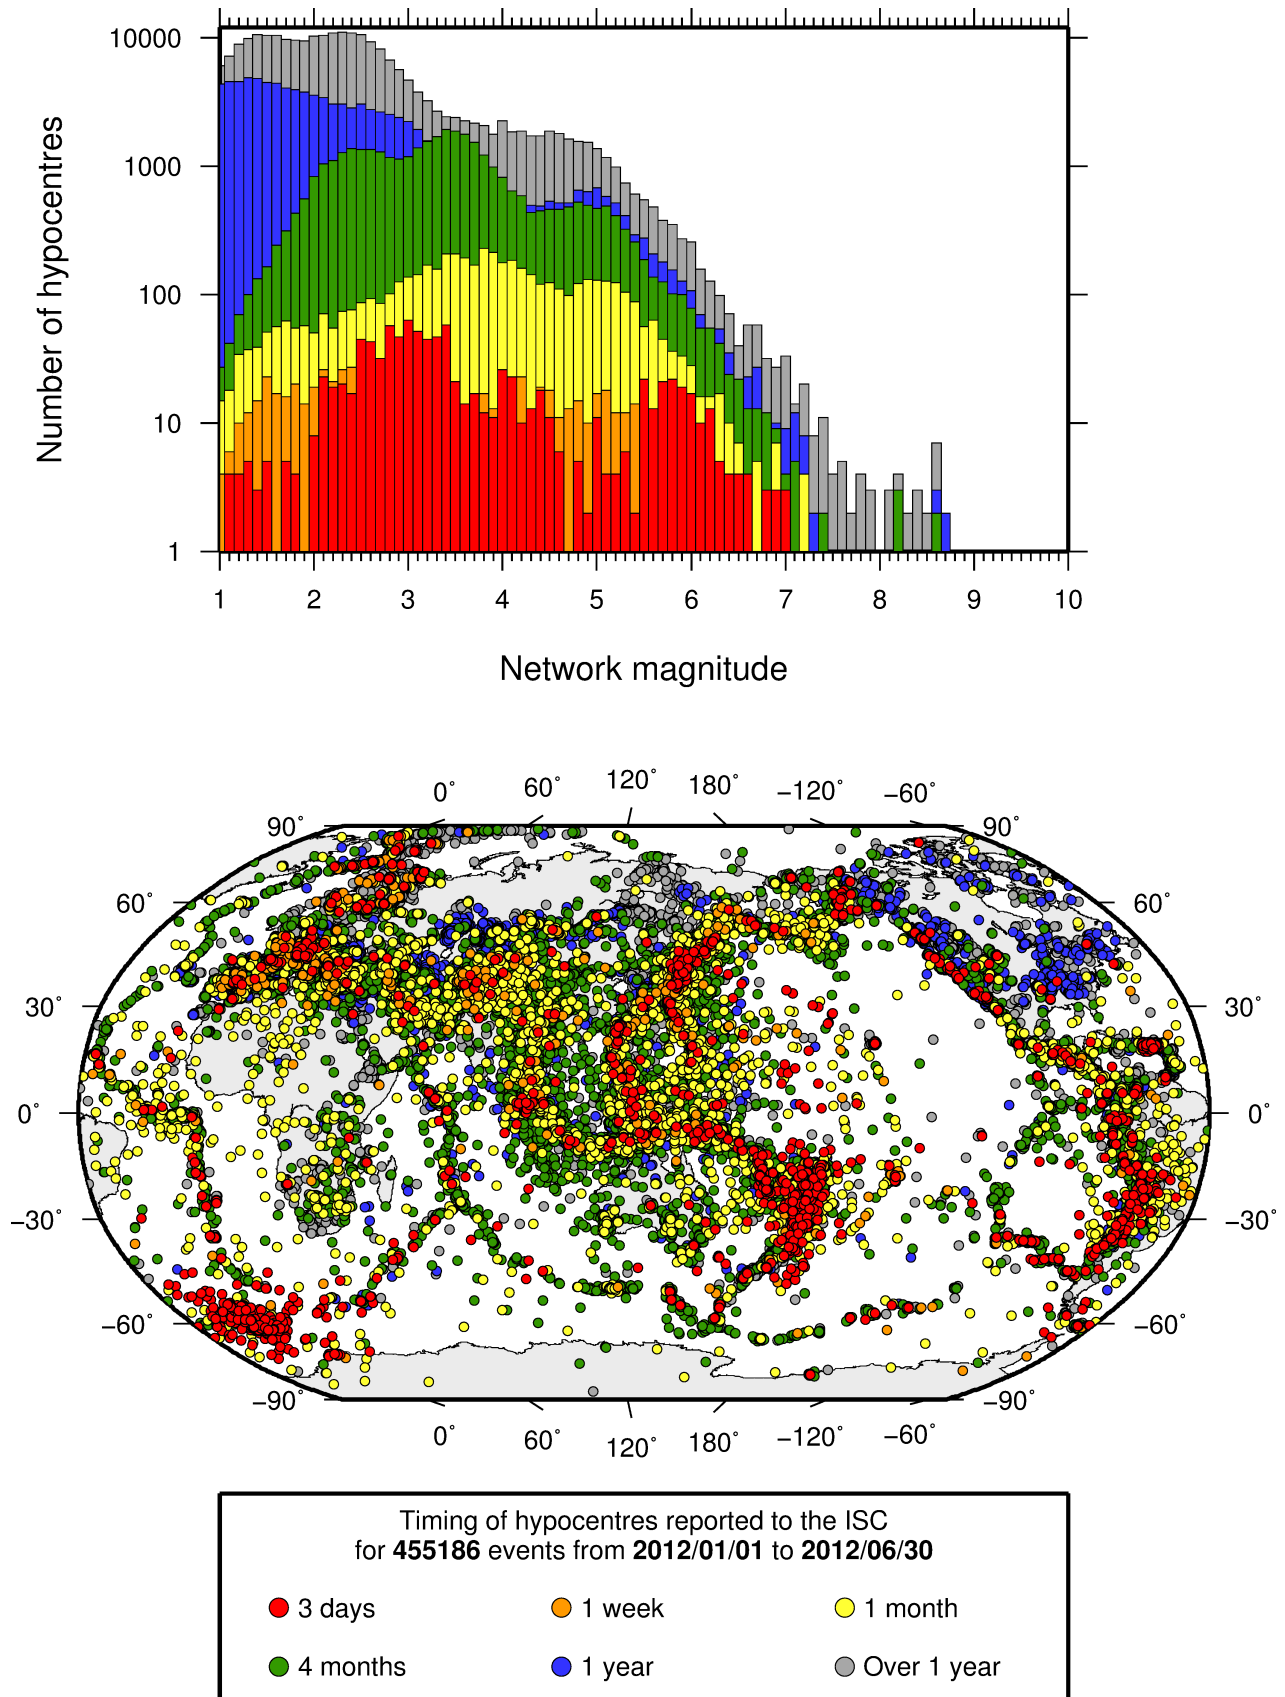 10000
1000
100
10
1
Number of hypocentres
1 2 3 4 5 6 7 8 9 10
Network magnitude
0° 60° 120° 180° −120° −60°
90° 90°
60° 60°
30° 30°
0° 0°
−30° −30°
−60° −60°
−90° −90°
0° 60° 120° 180° −120° −60°
Timing of hypocentres reported to the ISC
for 455186 events from 2012/01/01 to 2012/06/30
3 days 1 week 1 month
4 months 1 year Over 1 year